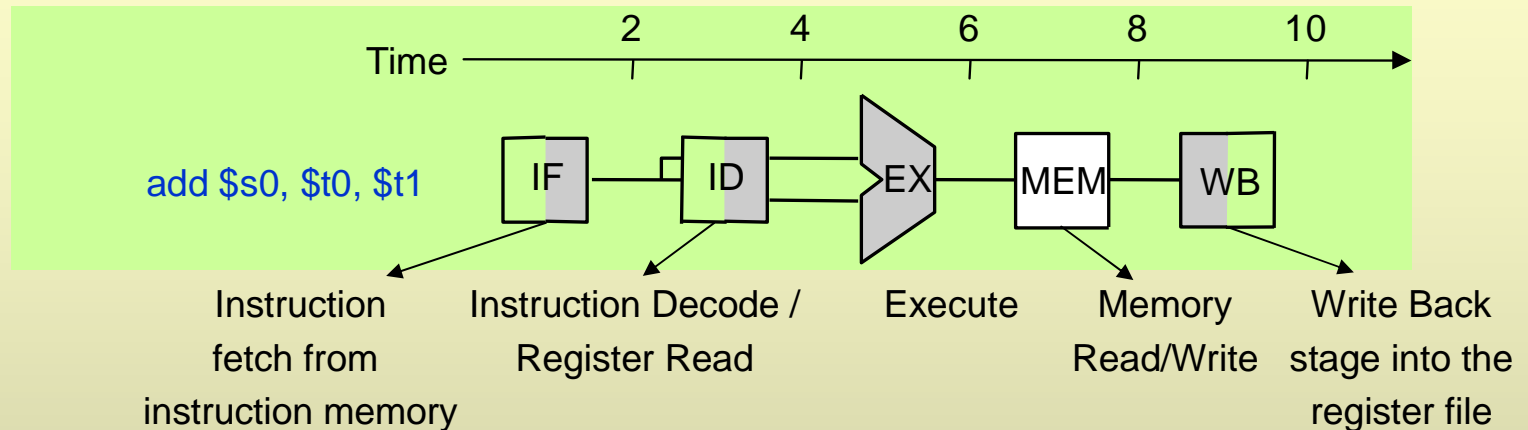 2 4 6 8 10
Time
add $s0, $t0, $t1 IF ID EX MEM WB
Instruction Instruction Decode / Execute Memory Write Back
fetch from Register Read Read/Write stage into the
instruction memory register file